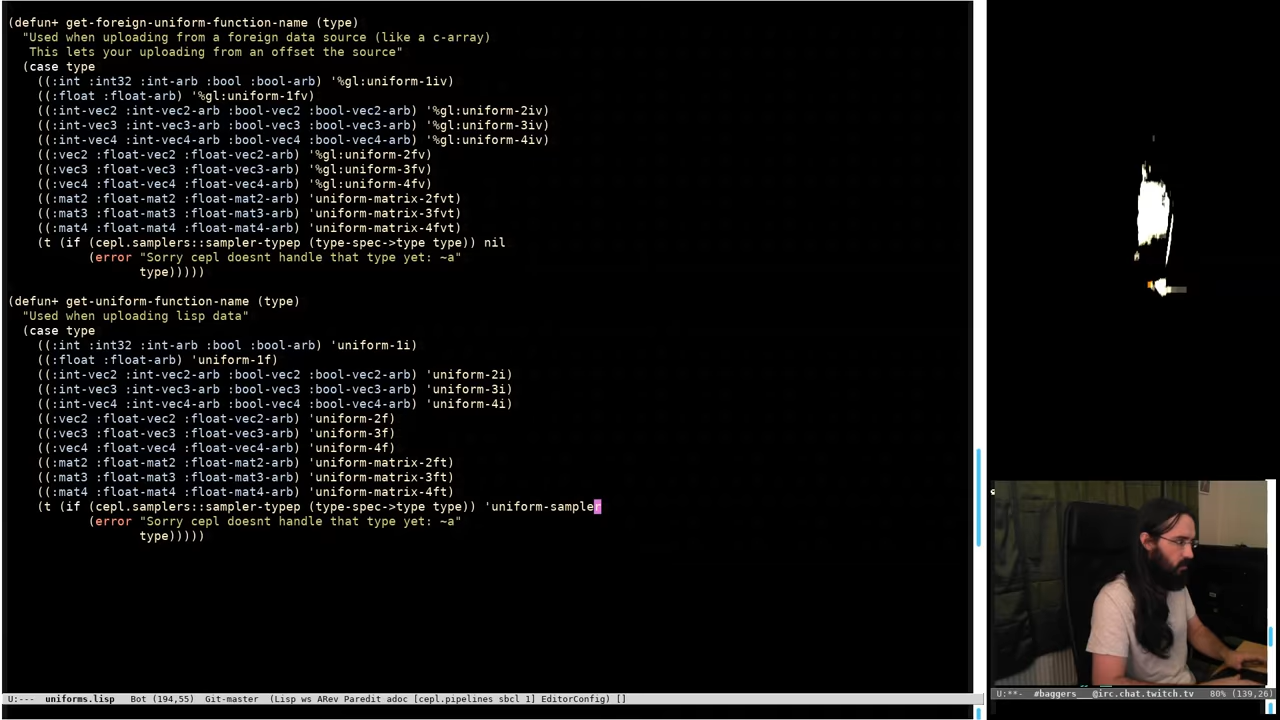 (defun+ get-foreign-uniform-function-name (type)
"Used when uploading from a foreign data source (like a c-array)
This lets your uploading from an offset the source"
(case type
((:int :int32 :int-arb :bool :bool-arb) '%gl:uniform-1iv)
((:float :float-arb) '%gl:uniform-1fv)
((:int-vec2 :int-vec2-arb :bool-vec2 :bool-vec2-arb) '%gl:uniform-2iv)
((:int-vec3 :int-vec3-arb :bool-vec3 :bool-vec3-arb) '%gl:uniform-3iv)
((:int-vec4 :int-vec4-arb :bool-vec4 :bool-vec4-arb) '%gl:uniform-4iv)
((:vec2 :float-vec2 :float-vec2-arb) '%gl:uniform-2fv)
((:vec3 :float-vec3 :float-vec3-arb) '%gl:uniform-3fv)
((:vec4 :float-vec4 :float-vec4-arb) '%gl:uniform-4fv)
((:mat2 :float-mat2 :float-mat2-arb) 'uniform-matrix-2fvt)
((:mat3 :float-mat3 :float-mat3-arb) 'uniform-matrix-3fvt)
((:mat4 :float-mat4 :float-mat4-arb) 'uniform-matrix-4fvt)
(t (if (cepl.samplers::sampler-typep (type-spec->type type)) nil
(error "Sorry cepl doesnt handle that type yet: ~a"
type)))))
(defun+ get-uniform-function-name (type)
"Used when uploading lisp data"
(case type
((:int :int32 :int-arb :bool :bool-arb) 'uniform-1i)
((:float :float-arb) 'uniform-1f)
((:int-vec2 :int-vec2-arb :bool-vec2 :bool-vec2-arb) 'uniform-2i)
((:int-vec3 :int-vec3-arb :bool-vec3 :bool-vec3-arb) 'uniform-3i)
((:int-vec4 :int-vec4-arb :bool-vec4 :bool-vec4-arb) 'uniform-4i)
((:vec2 :float-vec2 :float-vec2-arb) 'uniform-2f)
((:vec3 :float-vec3 :float-vec3-arb) 'uniform-3f)
((:vec4 :float-vec4 :float-vec4-arb) 'uniform-4f)
((:mat2 :float-mat2 :float-mat2-arb) 'uniform-matrix-2ft)
((:mat3 :float-mat3 :float-mat3-arb) 'uniform-matrix-3ft)
((:mat4 :float-mat4 :float-mat4-arb) 'uniform-matrix-4ft)
(t (if (cepl.samplers::sampler-typep (type-spec->type type)) 'uniform-sampler
(error "Sorry cepl doesnt handle that type yet: ~a"
type)))))
U:--- uniforms.lisp Bot (194,55) Git-master (Lisp ws ARev Paredit adoc [cepl.pipelines sbcl 1] EditorConfig) []
U:**- #baggers___@irc.chat.twitch.tv 80% (139,26)